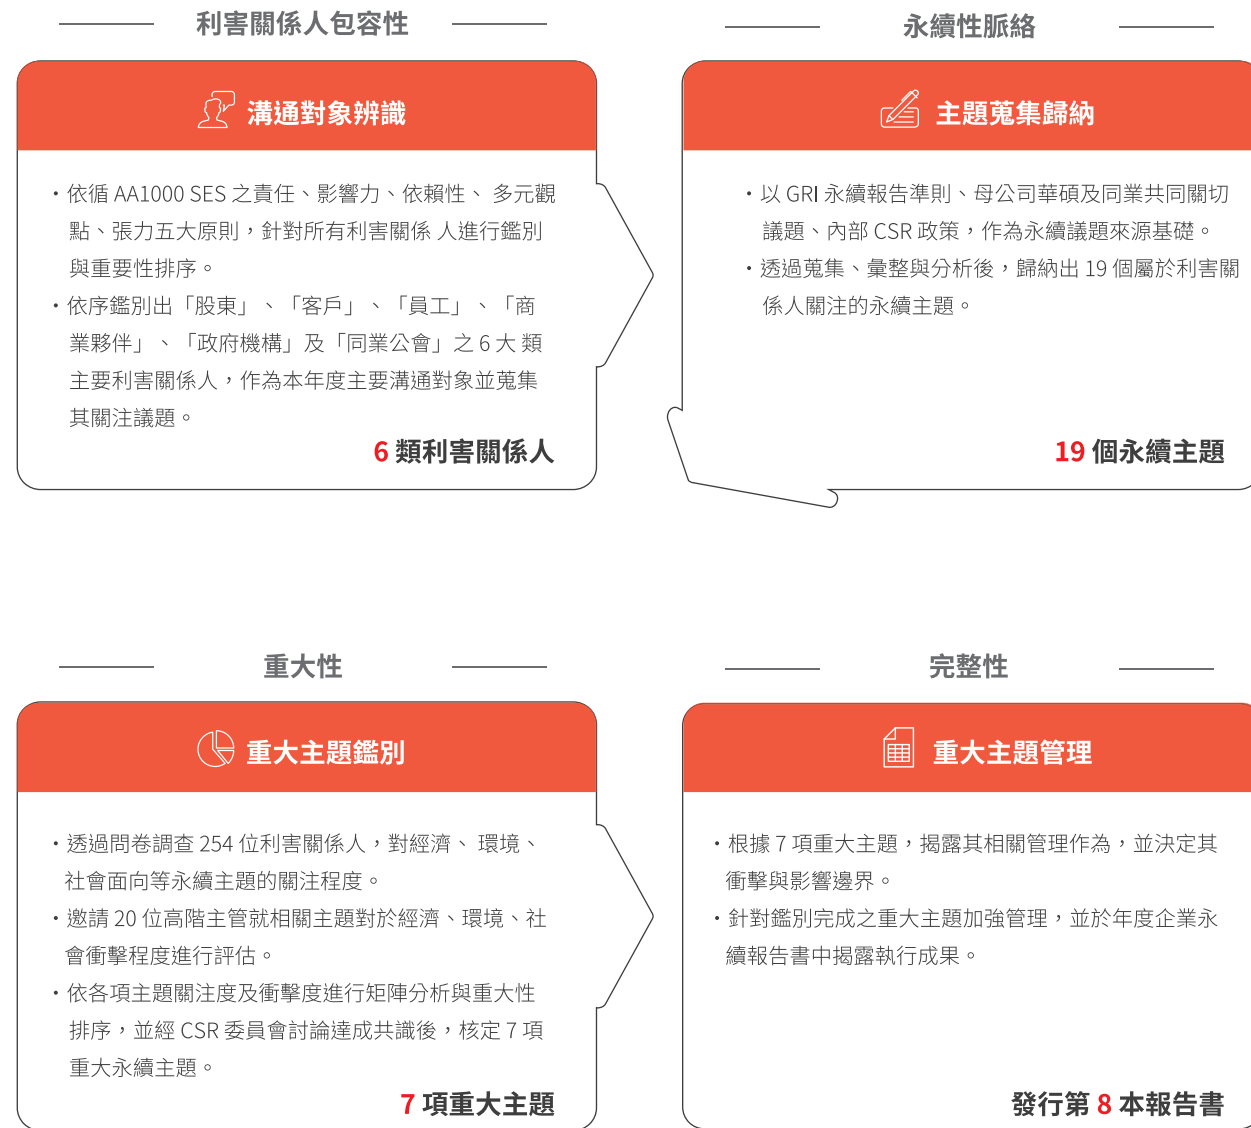 利害關係人包容性
溝通對象辨識
・依循 AA1000 SES 之責任、影響力、依賴性、 多元觀
點、張力五大原則，針對所有利害關係 人進行鑑別
與重要性排序。
・依序鑑別出「股東」、「客戶」、「員工」、「商
業夥伴」、「政府機構」及「同業公會」之 6 大 類
主要利害關係人，作為本年度主要溝通對象並蒐集
其關注議題。
6 類利害關係人
永續性脈絡
主題蒐集歸納
・以 GRI 永續報告準則、母公司華碩及同業共同關切
議題、內部 CSR 政策，作為永續議題來源基礎。
・透過蒐集、彙整與分析後，歸納出 19 個屬於利害關
係人關注的永續主題。
19 個永續主題
重大性
重大主題鑑別
・透過問卷調查 254 位利害關係人，對經濟、 環境、
社會面向等永續主題的關注程度。
・邀請 20 位高階主管就相關主題對於經濟、環境、社
會衝擊程度進行評估。
・依各項主題關注度及衝擊度進行矩陣分析與重大性
排序，並經 CSR 委員會討論達成共識後，核定 7 項
重大永續主題。
7 項重大主題
完整性
重大主題管理
・根據 7 項重大主題，揭露其相關管理作為，並決定其
衝擊與影響邊界。
・針對鑑別完成之重大主題加強管理，並於年度企業永
續報告書中揭露執行成果。
發行第 8 本報告書